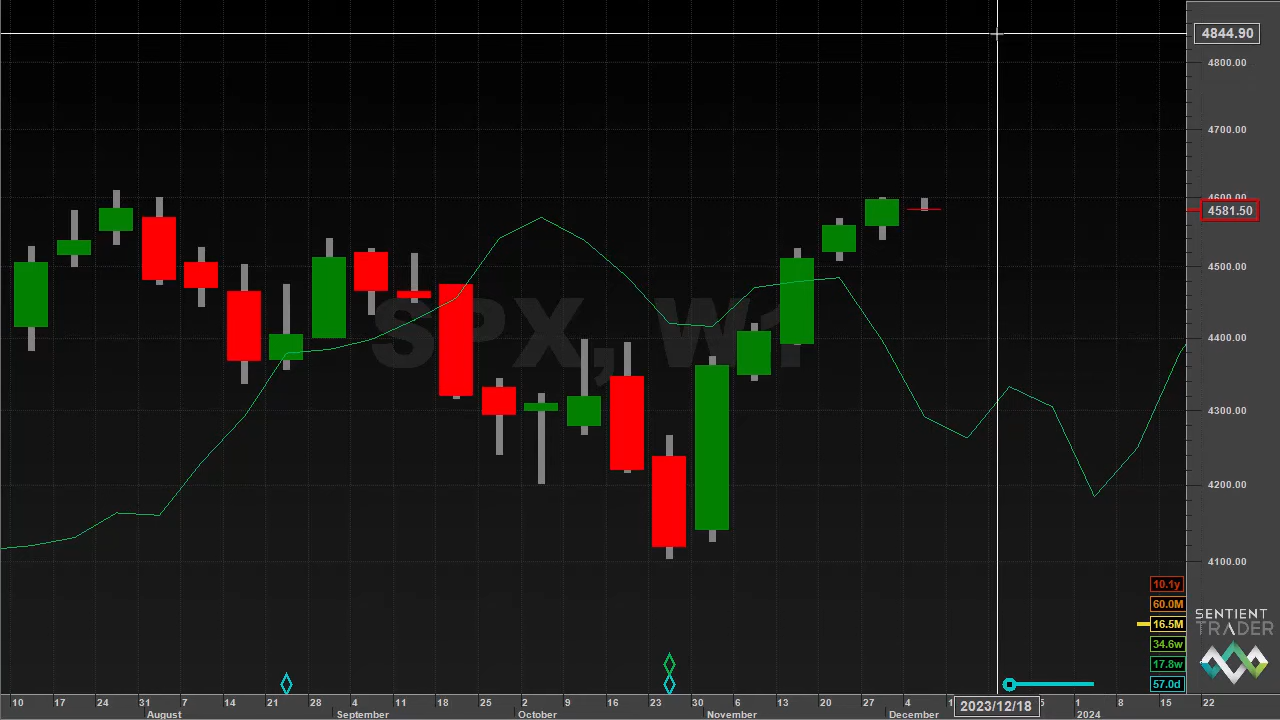 4844.90
4800.00
4700.00
4600.00
4581.50
4500.00
SPX, W1
4400.00
4300.00
4200.00
4100.00
10.1y
60.0M
16.5M
34.6w
17.8w
57.0d
SENTIENT
TRADER
10 17 24 31 7 14 21 28 4 11 18 25 2 9 16 23 30 6 13 20 27 4 2023/12/18 1 8 15 22
August September October November December 2024